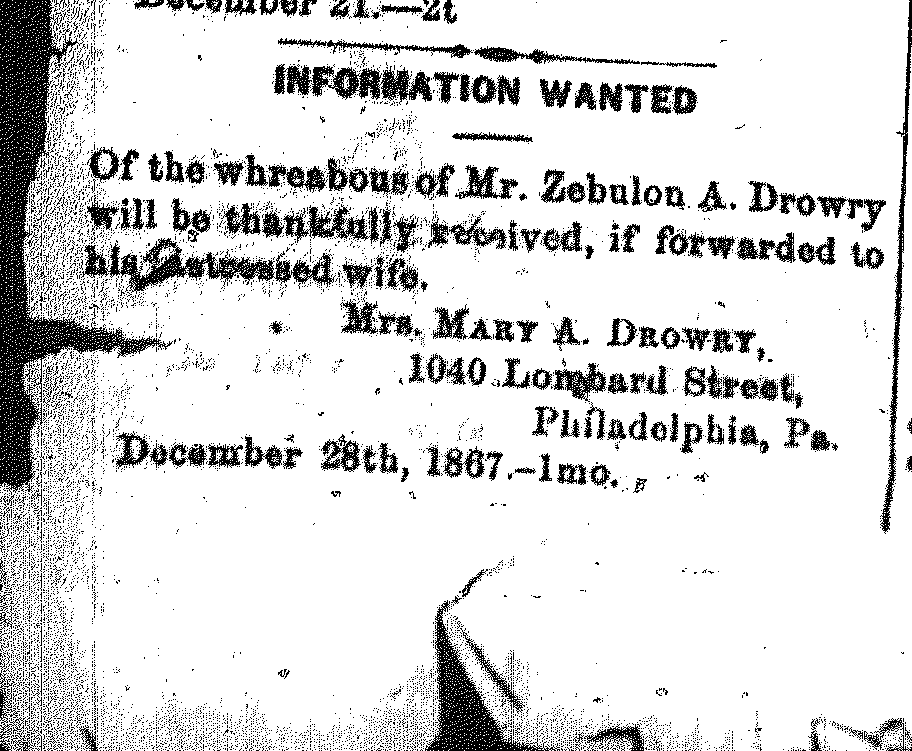 December 21.—2t
INFORMATION WANTED
Of the whreabous of Mr. Zebulon A. Drowry
will be thankfully received, if forwarded to
his distressed wife.
Mrs. MARY A. DROWRY,
1040 Lombard Street,
Philadelphia, Pa.
December 28th, 1867.—1mo.